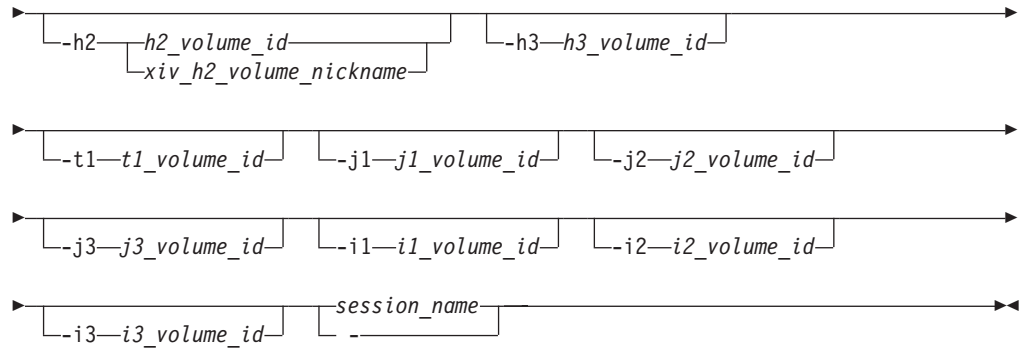 -h2 h2_volume_id -h3 h3_volume_id
xiv_h2_volume_nickname
-t1 t1_volume_id -j1 j1_volume_id -j2 j2_volume_id
-j3 j3_volume_id -i1 i1_volume_id -i2 i2_volume_id
session_name
-i3 i3_volume_id -